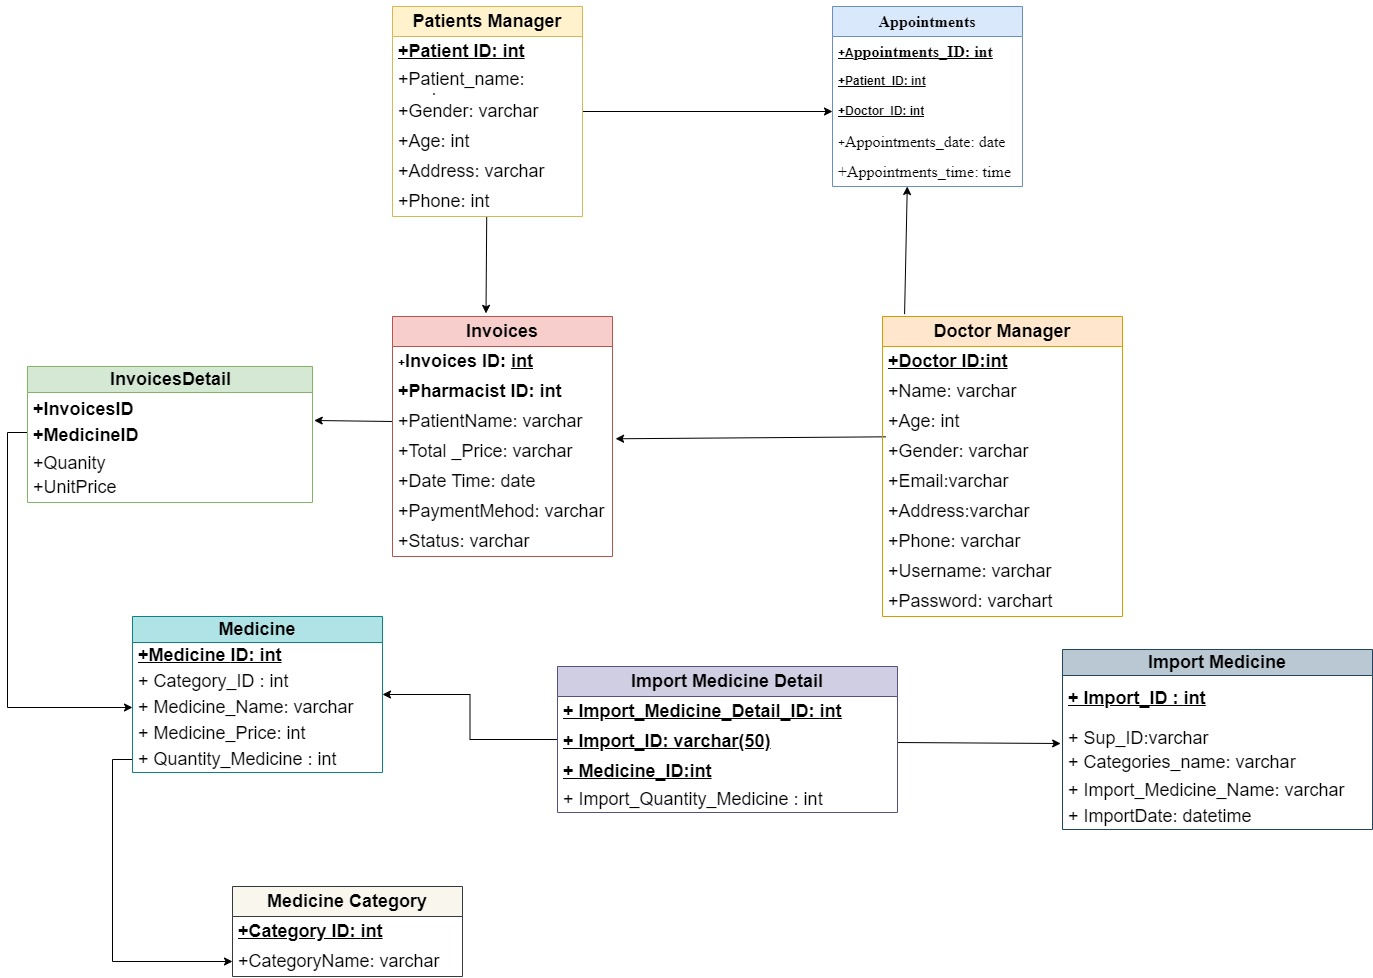 Patients Manager
+Patient ID: int
+Patient_name:
+Gender: varchar
+Age: int
+Address: varchar
+Phone: int
Appointments
+Appointments_ID: int
+Patient_ID: int
+Doctor_ID: int
+Appointments_date: date
+Appointments_time: time
Invoices
+Invoices ID: int
+Pharmacist ID: int
+PatientName: varchar
+Total _Price: varchar
+Date Time: date
+PaymentMehod: varchar
+Status: varchar
Doctor Manager
+Doctor ID:int
+Name: varchar
+Age: int
+Gender: varchar
+Email:varchar
+Address:varchar
+Phone: varchar
+Username: varchar
+Password: varchart
InvoicesDetail
+InvoicesID
+MedicineID
+Quanity
+UnitPrice
Medicine
+Medicine ID: int
+ Category_ID : int
+ Medicine_Name: varchar
+ Medicine_Price: int
+ Quantity_Medicine : int
Import Medicine Detail
+ Import_Medicine_Detail_ID: int
+ Import_ID: varchar(50)
+ Medicine_ID:int
+ Import_Quantity_Medicine : int
Import Medicine
+ Import_ID : int
+ Sup_ID:varchar
+ Categories_name: varchar
+ Import_Medicine_Name: varchar
+ ImportDate: datetime
Medicine Category
+Category ID: int
+CategoryName: varchar